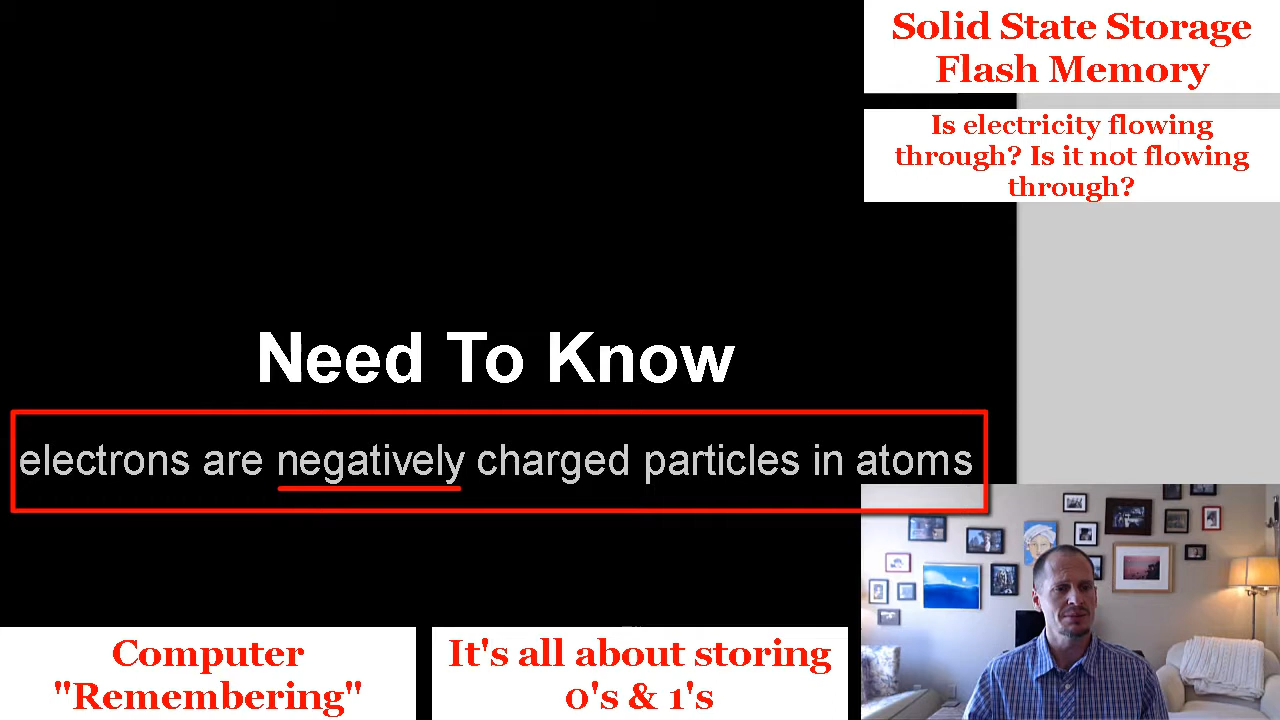 Solid State Storage
Flash Memory
Is electricity flowing
through? Is it not flowing
through?
Need To Know
electrons are negatively charged particles in atoms
Computer
"Remembering"
It's all about storing
0's & 1's